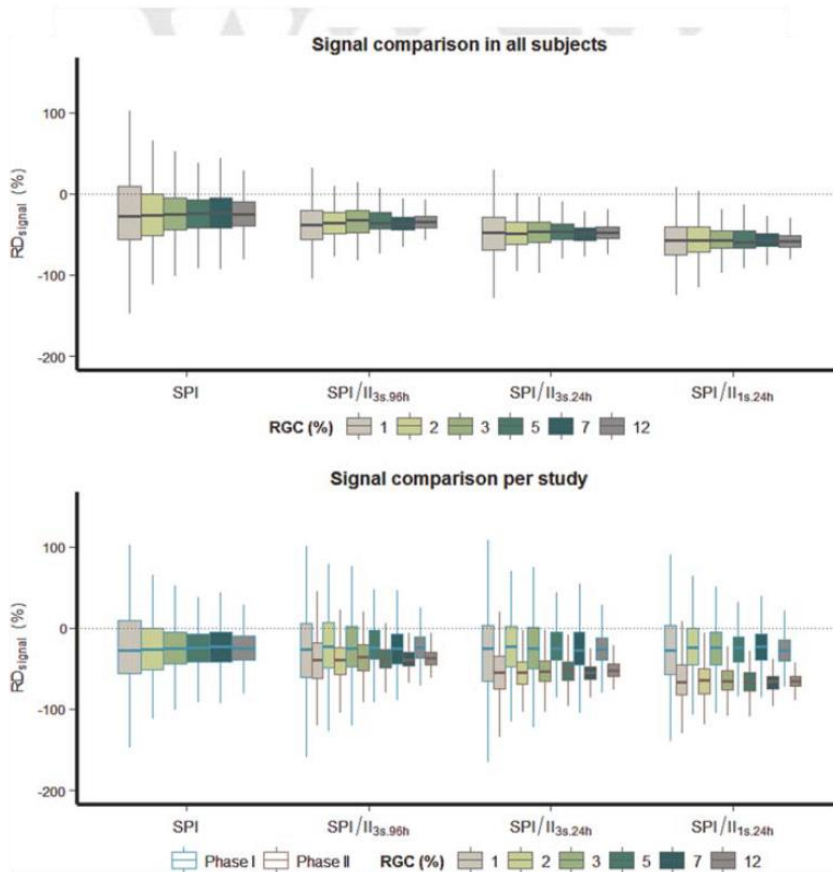 Signal comparison in all subjects
100
0
-100
-200
RDsignal (%)
SPI SPI/II3s.96h SPI/II3s.24h SPI/II1s.24h
RGC (%) 1 2 3 5 7 12
Signal comparison per study
100
0
-100
-200
RDsignal (%)
SPI SPI/II3s.96h SPI/II3s.24h SPI/II1s.24h
Phase I Phase II RGC (%) 1 2 3 5 7 12